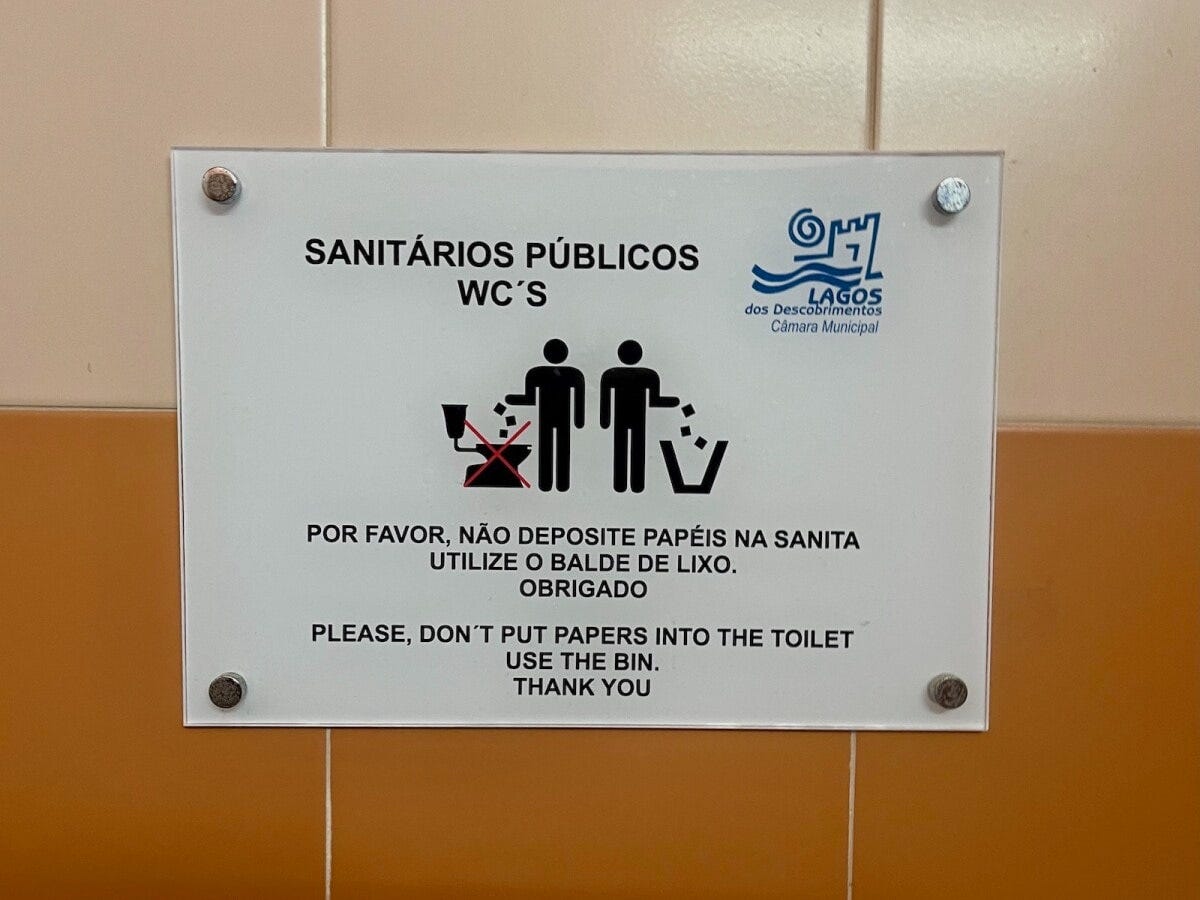 SANITÁRIOS PÚBLICOS
WC´S
LAGOS
dos Descobrimentos
Câmara Municipal
POR FAVOR, NÃO DEPOSITE PAPÉIS NA SANITA
UTILIZE O BALDE DE LIXO.
OBRIGADO
PLEASE, DON´T PUT PAPERS INTO THE TOILET
USE THE BIN.
THANK YOU